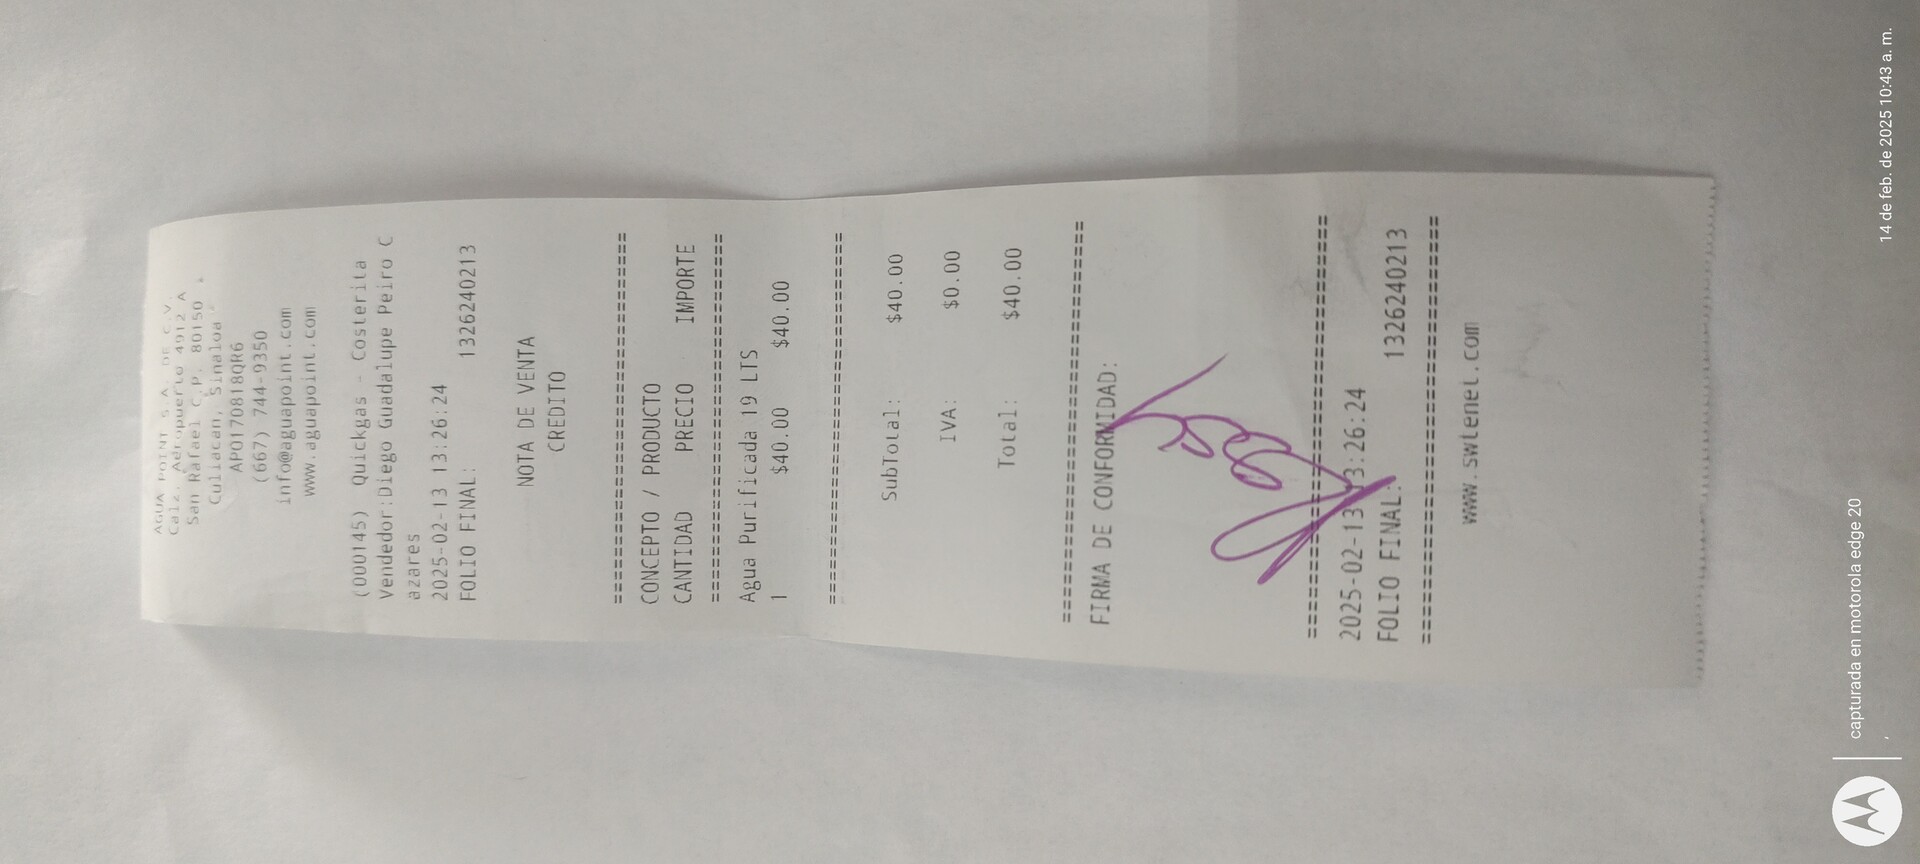 AGUA POINT S.A. DE C.V.
Calz. Aeropuerto 4912 A
San Rafael C.P. 80150
Culiacan, Sinaloa
APO170818QR6
(667) 744-9350
info@aguapoint.com
www.aguapoint.com
(000145) Quickgas - Costerita
Vendedor:Diego Guadalupe Peiro C
azares
2025-02-13 13:26:24
FOLIO FINAL: 1326240213
NOTA DE VENTA
CREDITO
================================
CONCEPTO / PRODUCTO
CANTIDAD PRECIO IMPORTE
================================
Agua Purificada 19 LTS
1 $40.00 $40.00
================================
SubTotal: $40.00
IVA: $0.00
Total: $40.00
================================
FIRMA DE CONFORMIDAD:
================================
2025-02-13 13:26:24
FOLIO FINAL: 1326240213
================================
www.swtenet.com
capturada en motorola edge 20
14 de feb. de 2025 10:43 a. m.